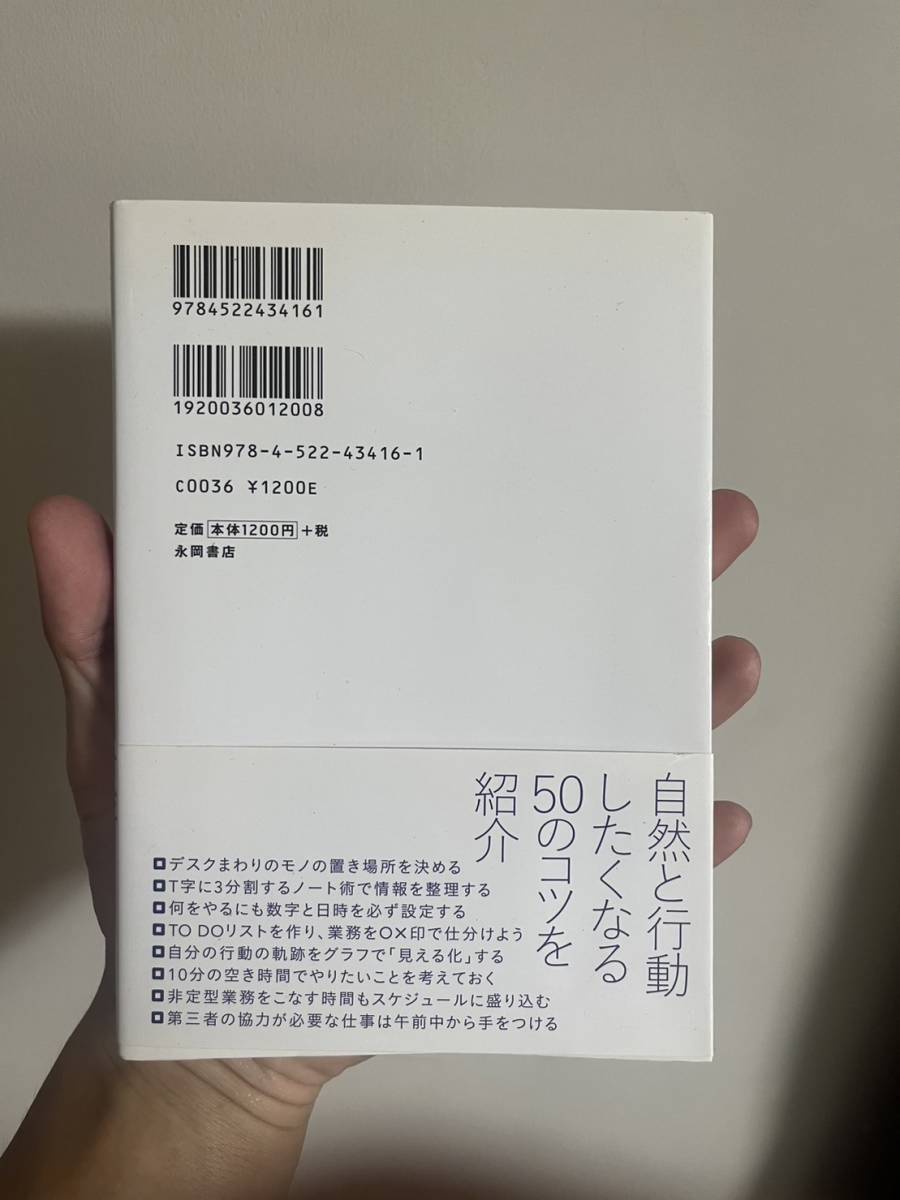 9784522434161
1920036012008
ISBN978-4-522-43416-1
C0036 ¥1200E
定価 本体1200円 +税
永岡書店
自然と行動
したくなる
50のコツを
紹介
デスクまわりのモノの置き場所を決める
T字に3分割するノート術で情報を整理する
何をやるにも数字と日時を必ず設定する
TO DOリストを作り、業務を○×印で仕分けよう
自分の行動の軌跡をグラフで「見える化」する
10分の空き時間でやりたいことを考えておく
非定型業務をこなす時間もスケジュールに盛り込む
第三者の協力が必要な仕事は午前中から手をつける